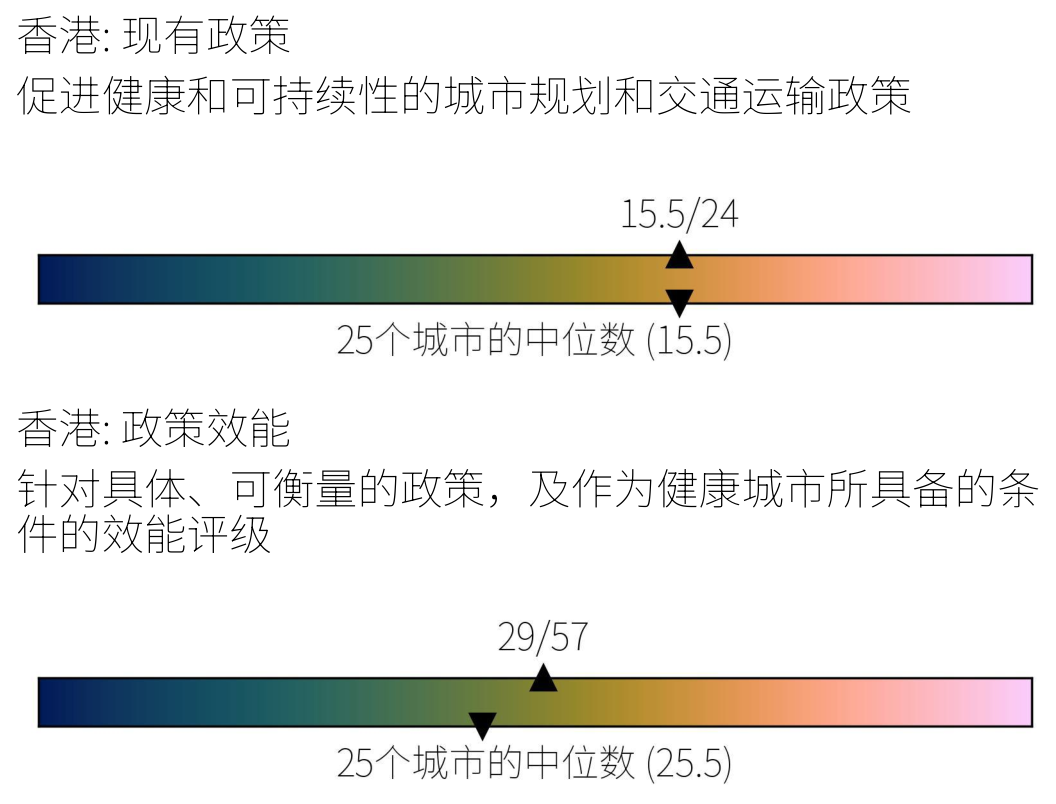 香港: 现有政策
促进健康和可持续性的城市规划和交通运输政策
15.5/24
25个城市的中位数 (15.5)
香港: 政策效能
针对具体、可衡量的政策，及作为健康城市所具备的条
件的效能评级
29/57
25个城市的中位数 (25.5)